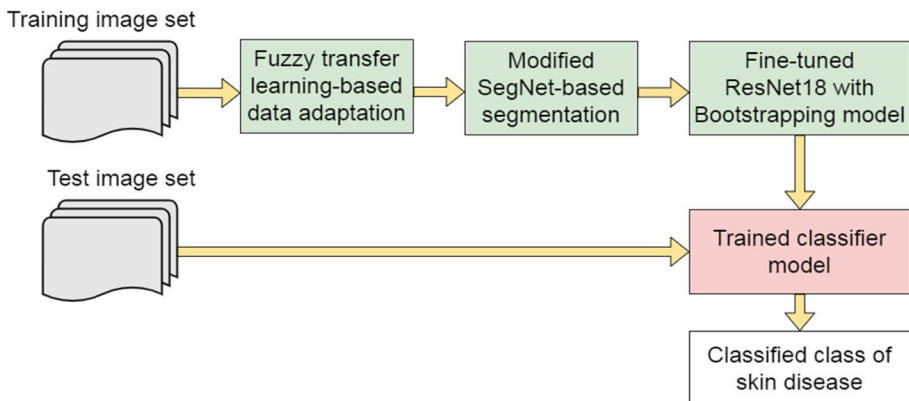 Training image set
Fuzzy transfer
learning-based
data adaptation
Modified
SegNet-based
segmentation
Fine-tuned
ResNet18 with
Bootstrapping model
Test image set
Trained classifier
model
Classified class of
skin disease